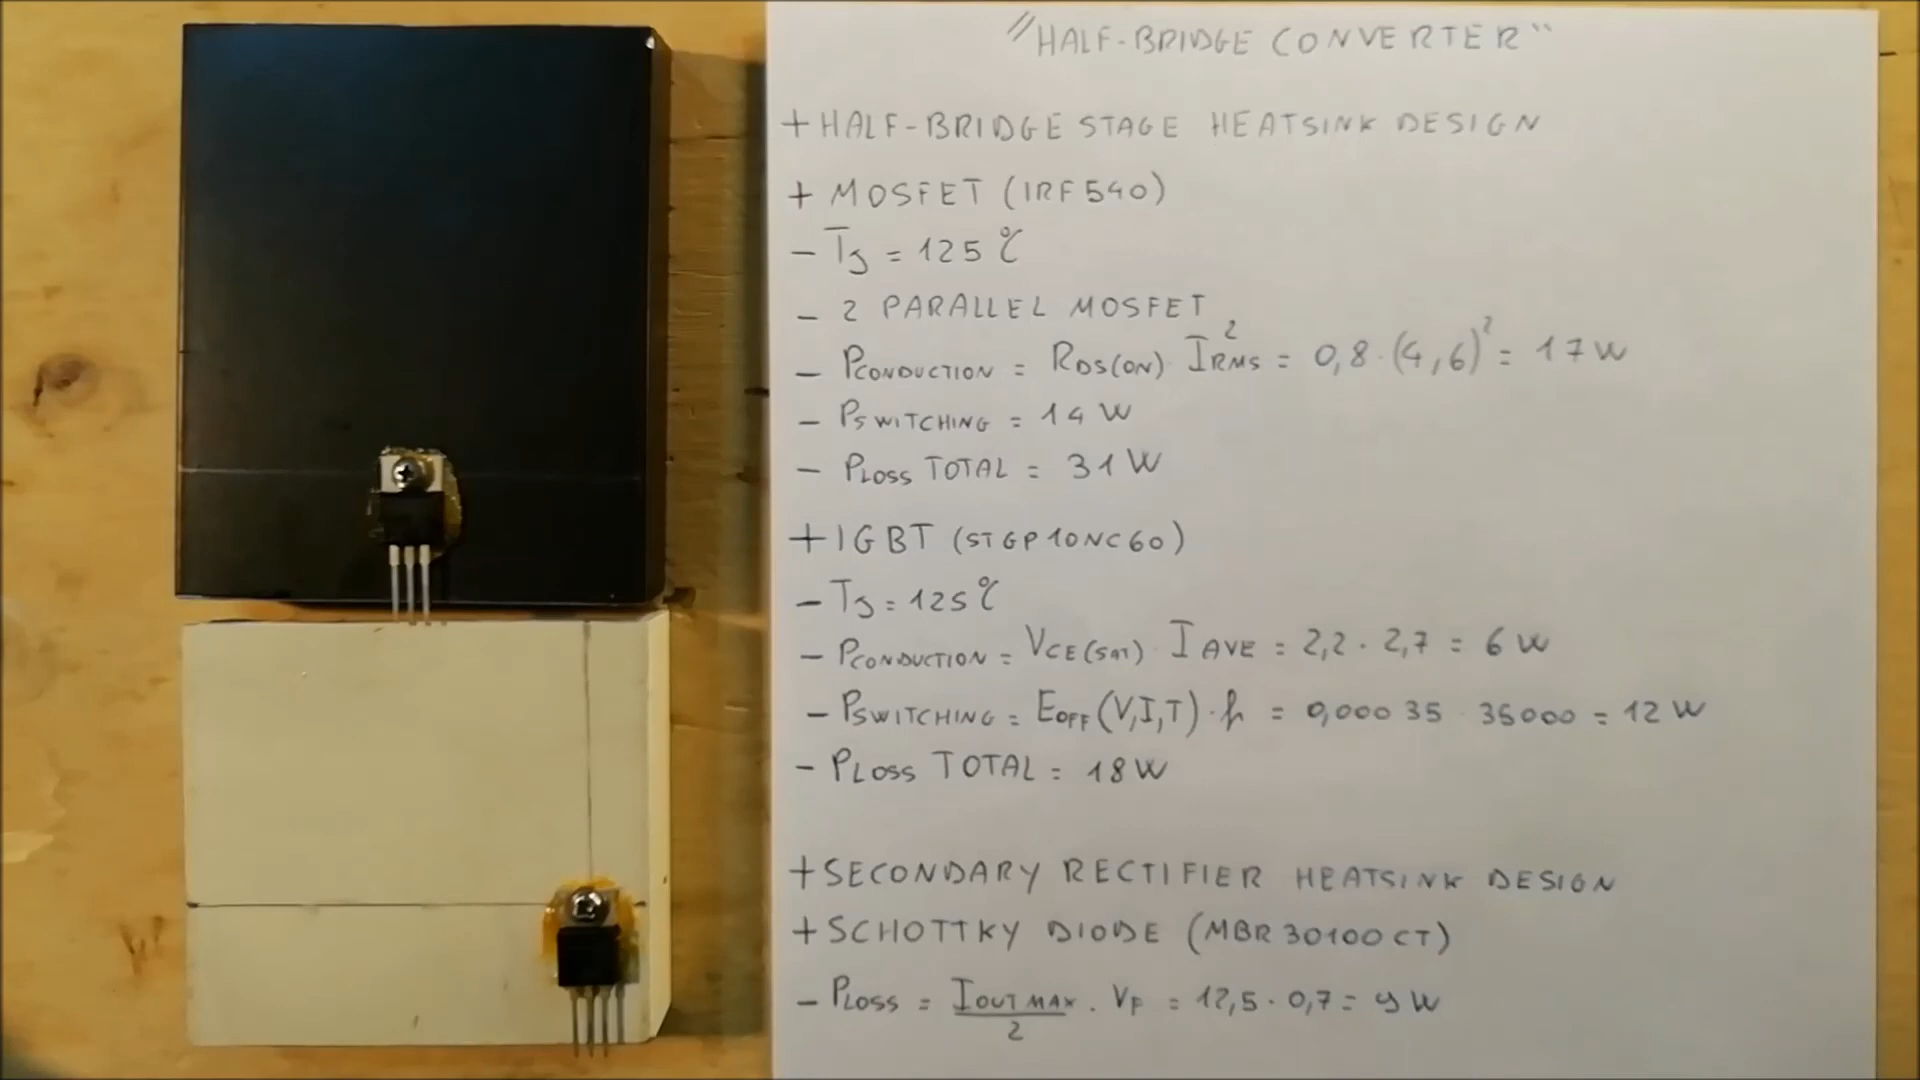 "HALF-BRIDGE CONVERTER"
+ HALF-BRIDGE STAGE HEATSINK DESIGN
+ MOSFET (IRF540)
- TJ = 125 °C
- 2 PARALLEL MOSFET
- PCONDUCTION = RDS(ON) · IRMS² = 0,8 · (4,6)² = 17 W
- PSWITCHING = 14 W
- PLOSS TOTAL = 31 W
+ IGBT (STGP10NC60)
- TJ = 125 °C
- PCONDUCTION = VCE(SAT) · IAVE = 2,2 · 2,7 = 6 W
- PSWITCHING = EOFF(V,I,T) · f = 0,00035 · 35000 = 12 W
- PLOSS TOTAL = 18 W
+ SECONDARY RECTIFIER HEATSINK DESIGN
+ SCHOTTKY DIODE (MBR30100CT)
- PLOSS = IOUT MAX / 2 · VF = 12,5 · 0,7 = 9 W